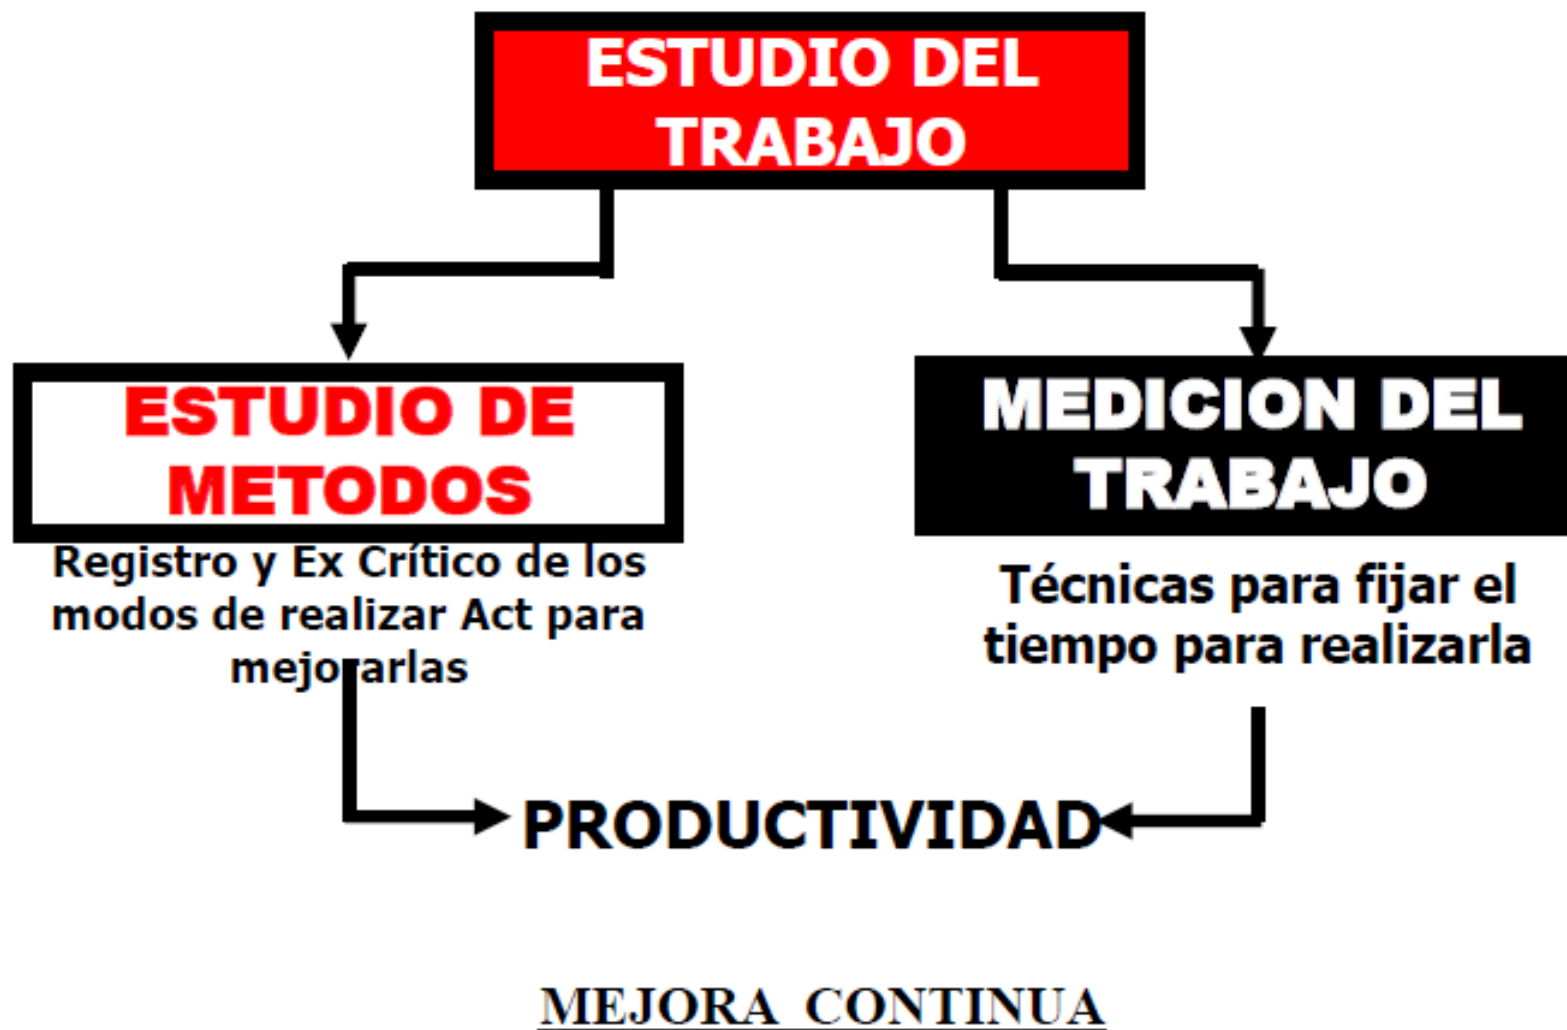 ESTUDIO DEL
TRABAJO
ESTUDIO DE
METODOS
Registro y Ex Crítico de los
modos de realizar Act para
mejorarlas
MEDICION DEL
TRABAJO
Técnicas para fijar el
tiempo para realizarla
PRODUCTIVIDAD
MEJORA CONTINUA